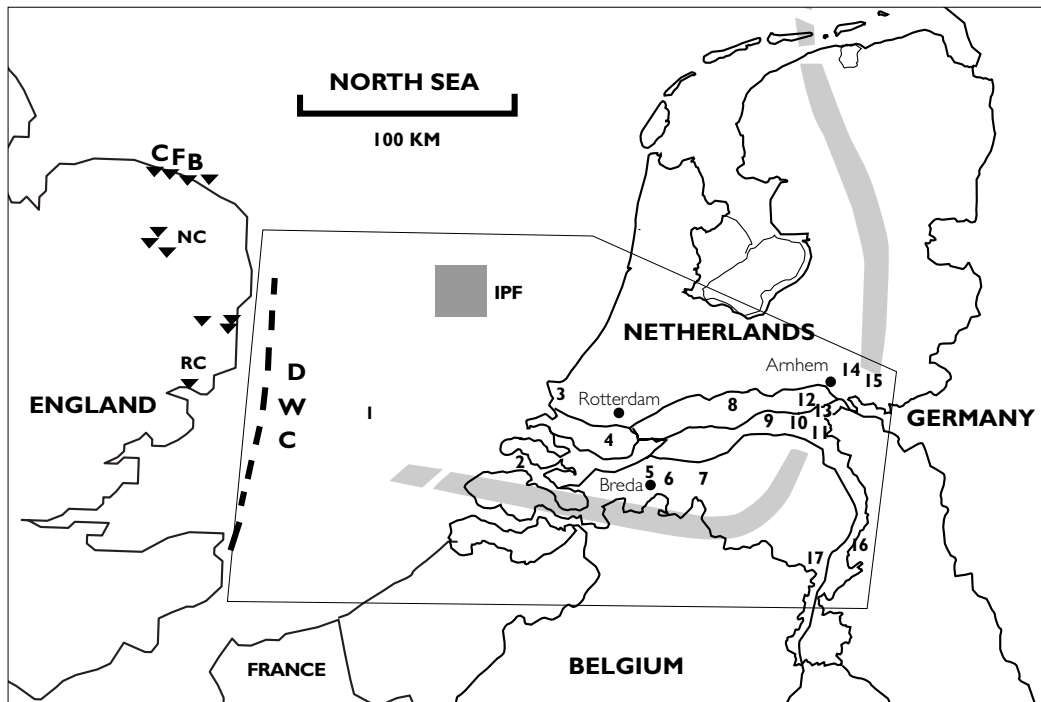 NORTH SEA
100 KM
C F B
NC
IPF
NETHERLANDS
RC
Arnhem
14
15
D
ENGLAND
W
1
C
3
Rotterdam
8
12
13
GERMANY
4
9
10
11
2
5
6
7
Breda
16
17
FRANCE
BELGIUM